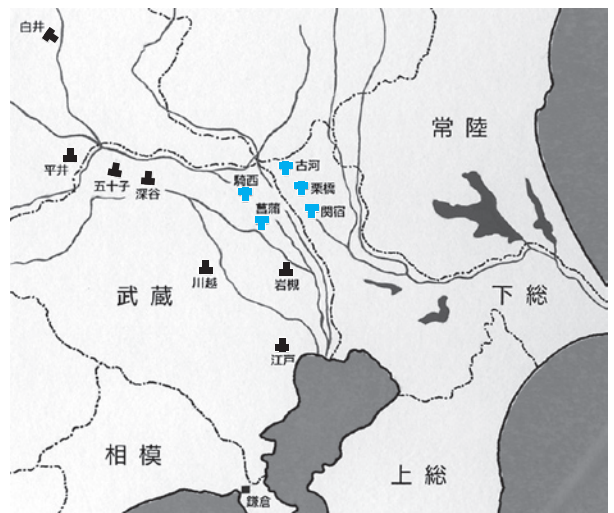 白井
常陸
平井
五十子
深谷
騎西
古河
栗橋
菖蒲
関宿
武蔵
川越
岩槻
下総
江戸
相模
上総
鎌倉